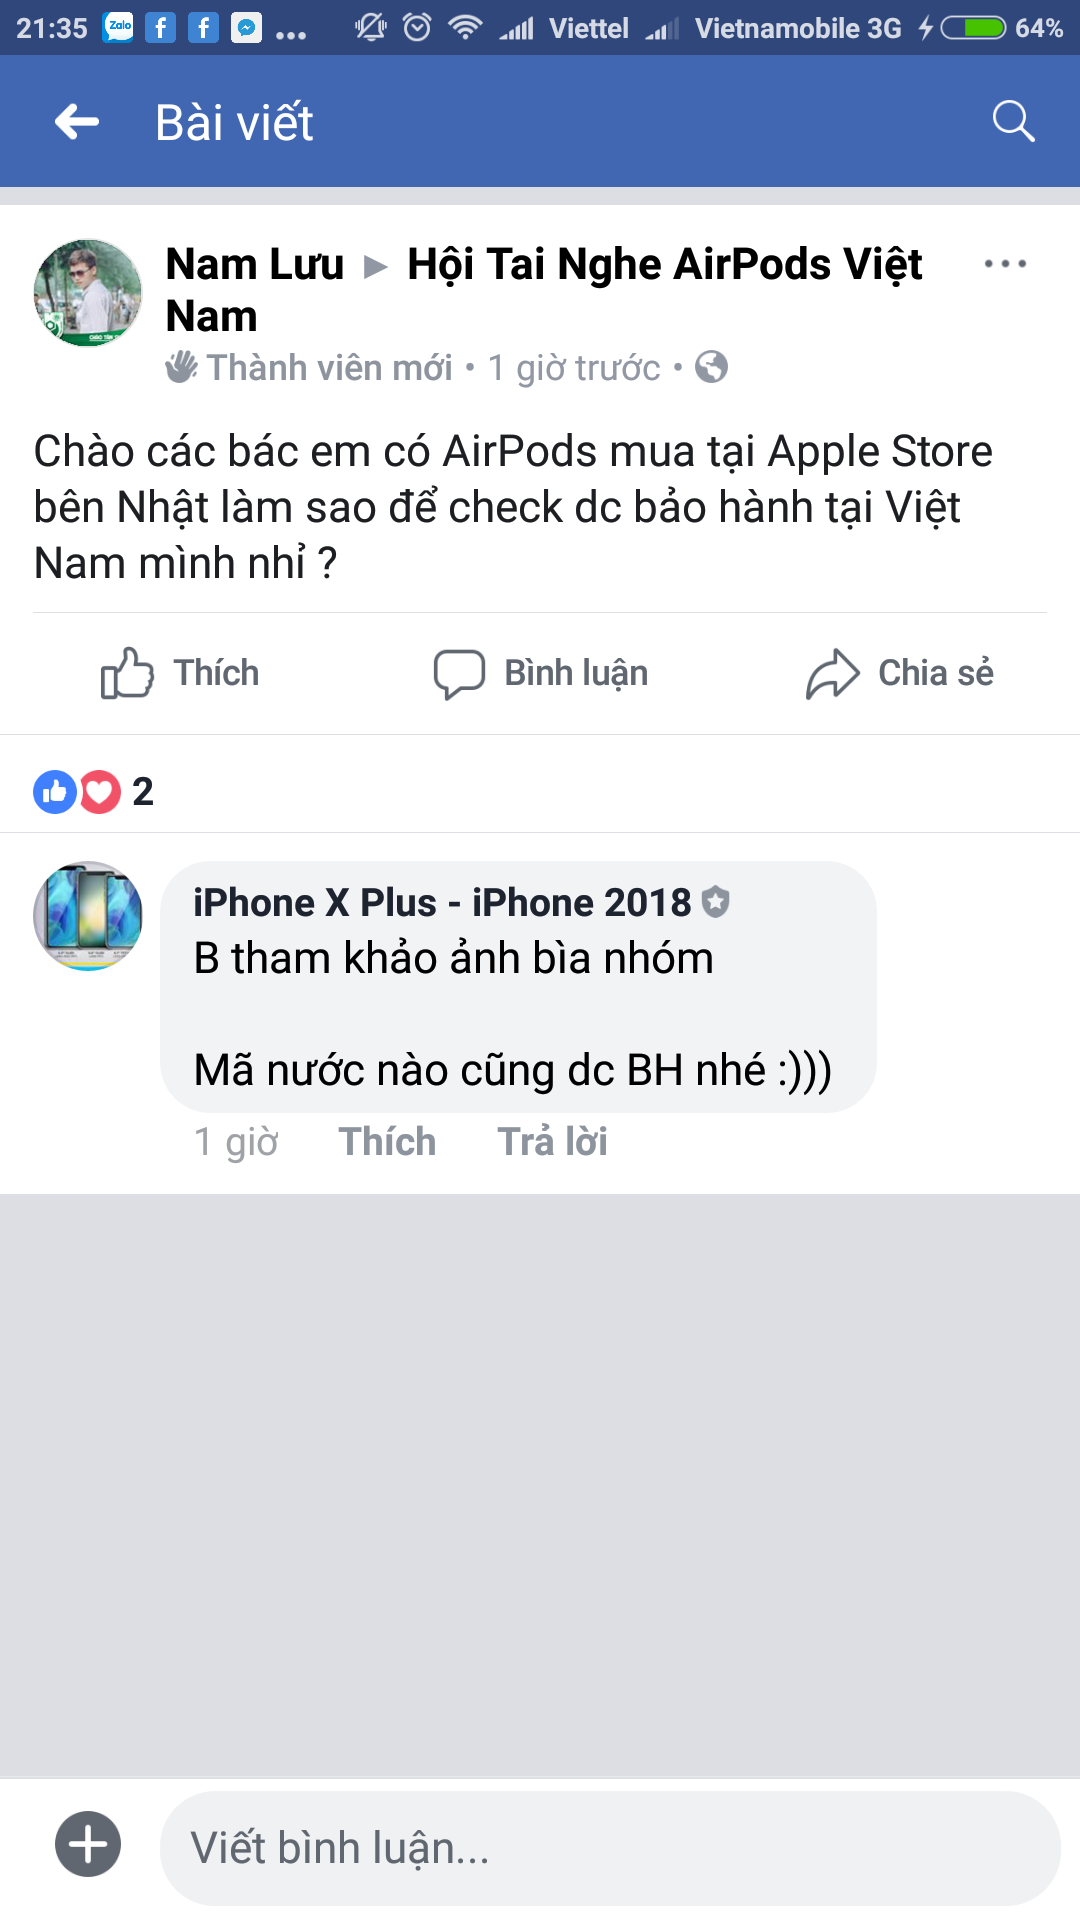 21:35 Zalo ... Viettel Vietnamobile 3G 64%
Bài viết
Nam Lưu ▸ Hội Tai Nghe AirPods Việt
Nam
Thành viên mới • 1 giờ trước •
Chào các bác em có AirPods mua tại Apple Store
bên Nhật làm sao để check dc bảo hành tại Việt
Nam mình nhỉ ?
Thích Bình luận Chia sẻ
2
iPhone X Plus - iPhone 2018
B tham khảo ảnh bìa nhóm
Mã nước nào cũng dc BH nhé :)))
1 giờ Thích Trả lời
Viết bình luận...